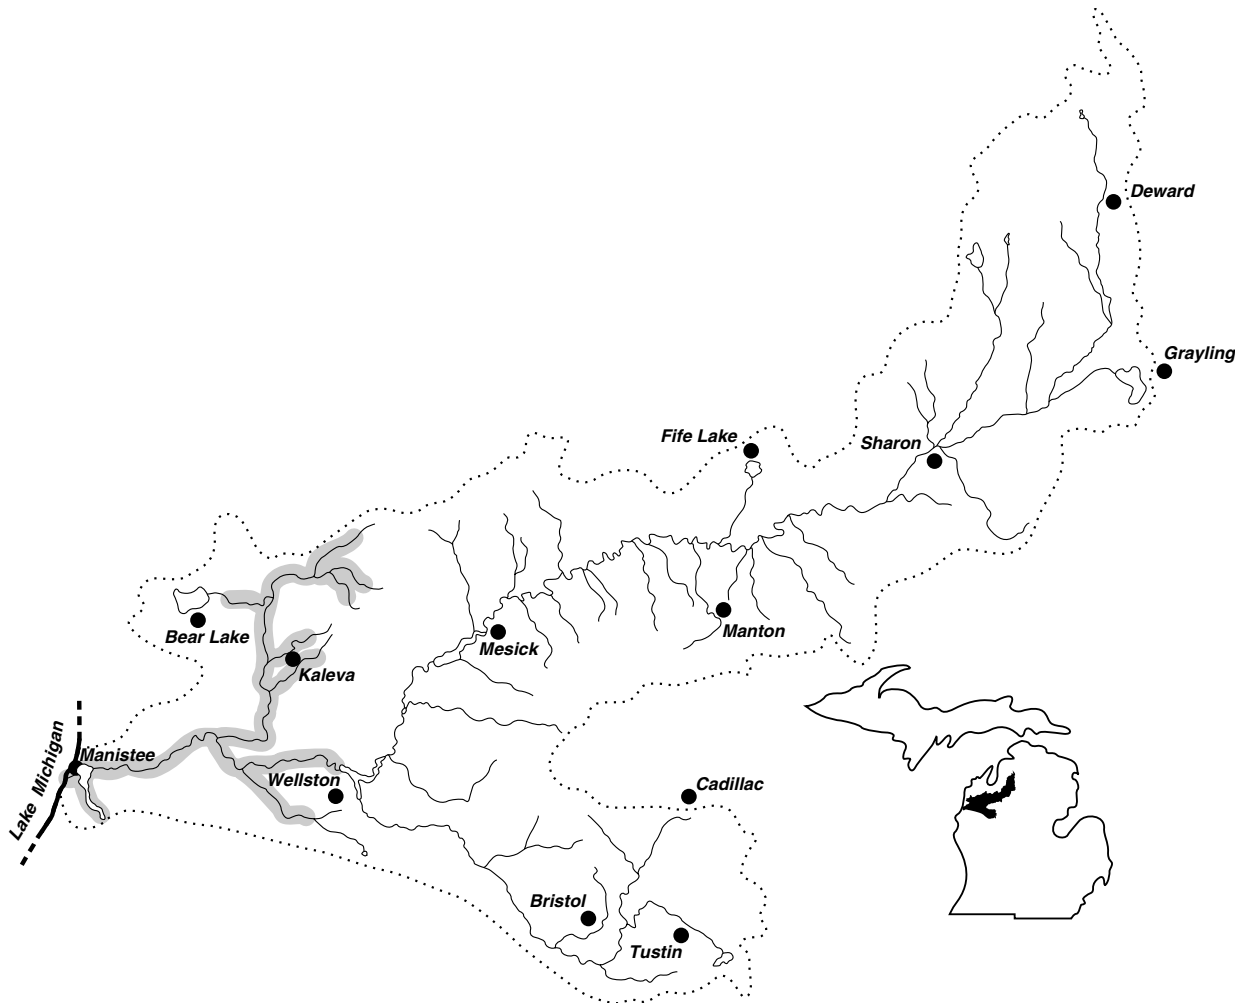 Deward
Grayling
Fife Lake
Sharon
Bear Lake
Manton
Mesick
Kaleva
Lake Michigan
Manistee
Wellston
Cadillac
Bristol
Tustin